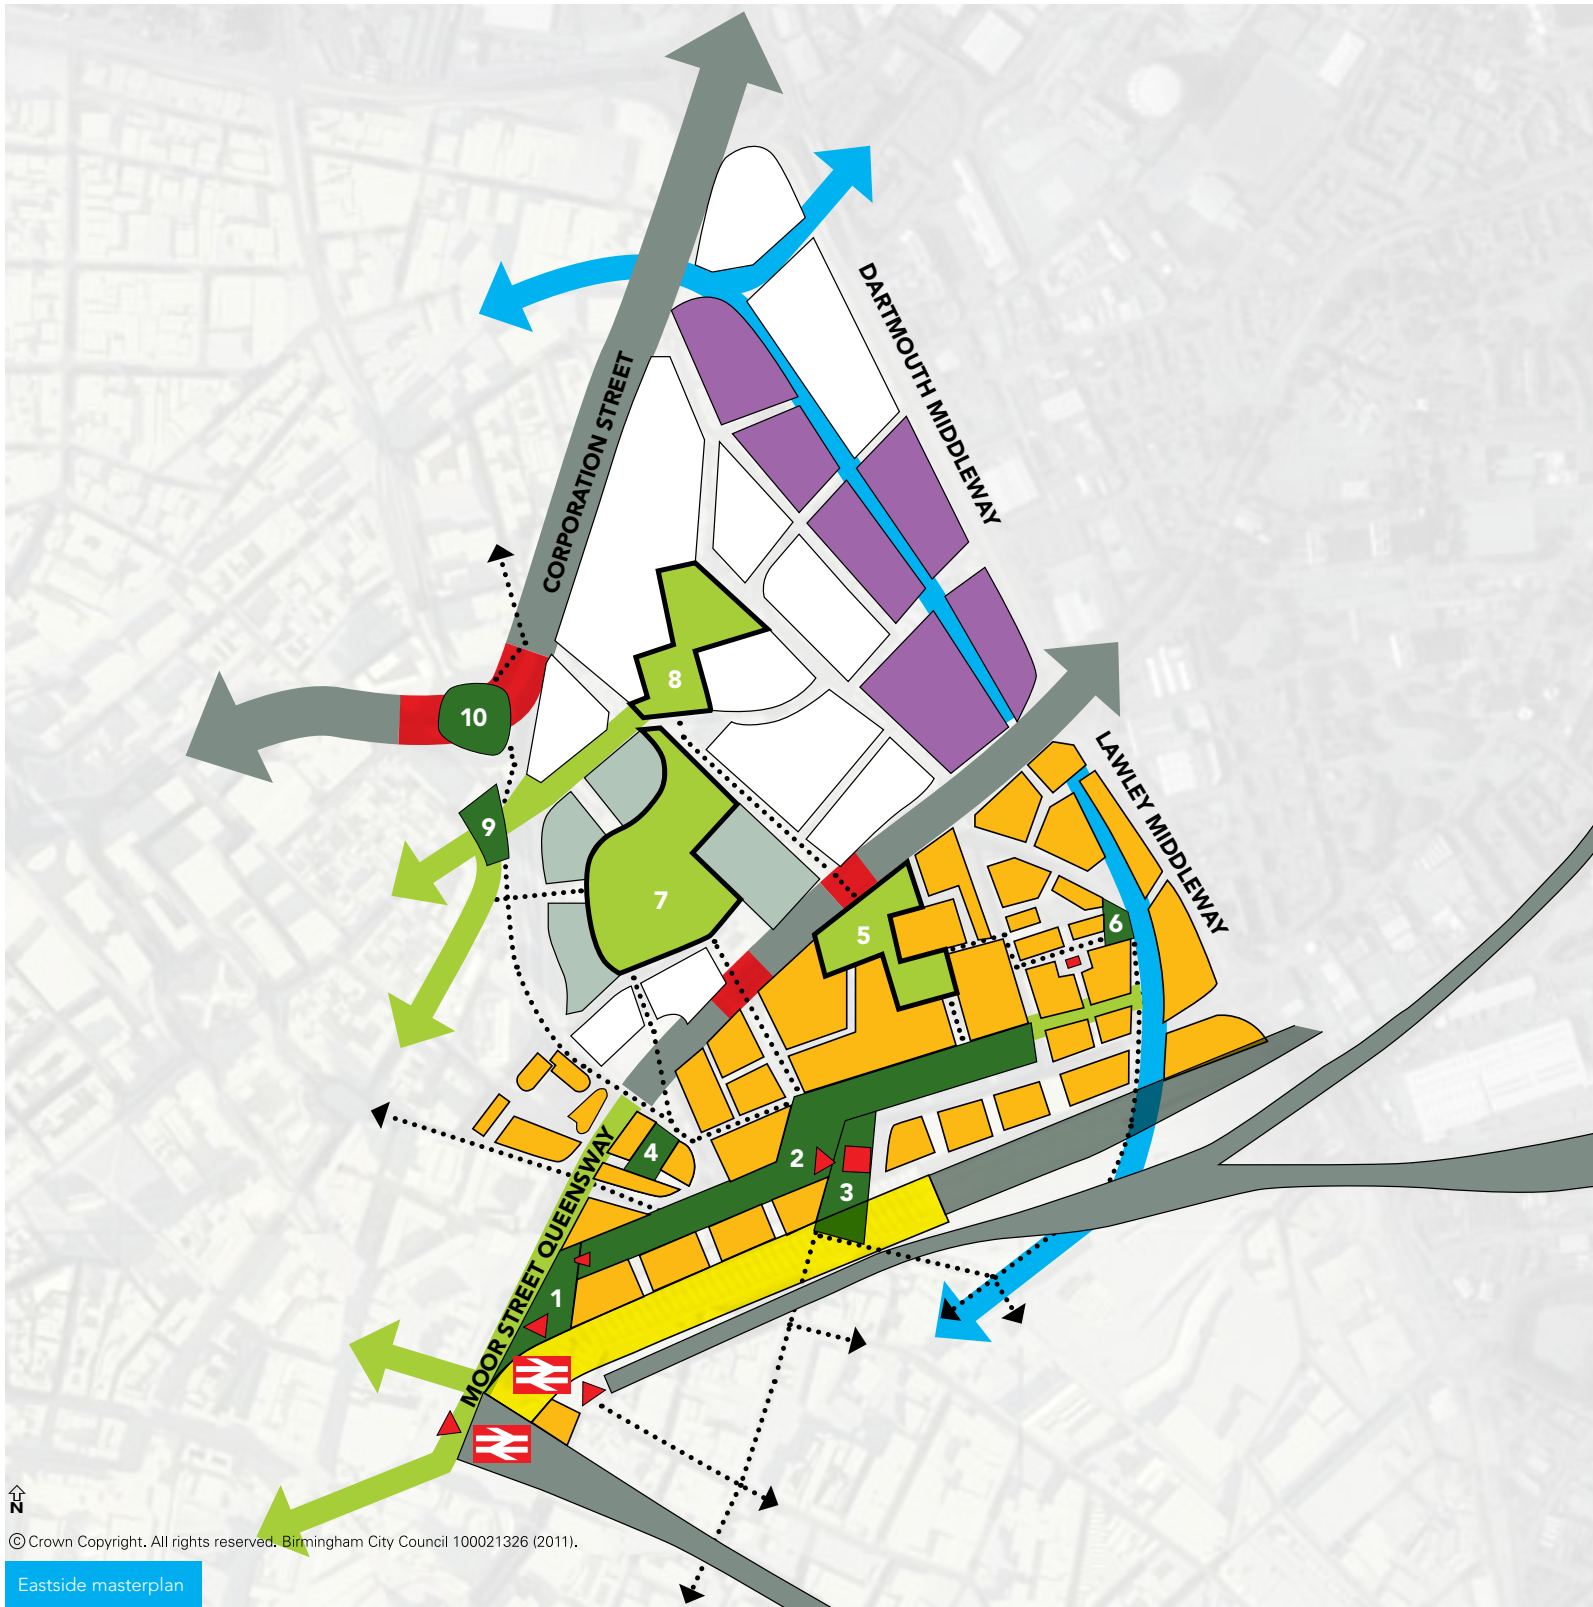 DARTMOUTH MIDDLEWAY
CORPORATION STREET
8
10
LAWLEY MIDDLEWAY
9
7
6
5
4
2
3
MOOR STREET QUEENSWAY
1
N
© Crown Copyright. All rights reserved. Birmingham City Council 100021326 (2011).
Eastside masterplan